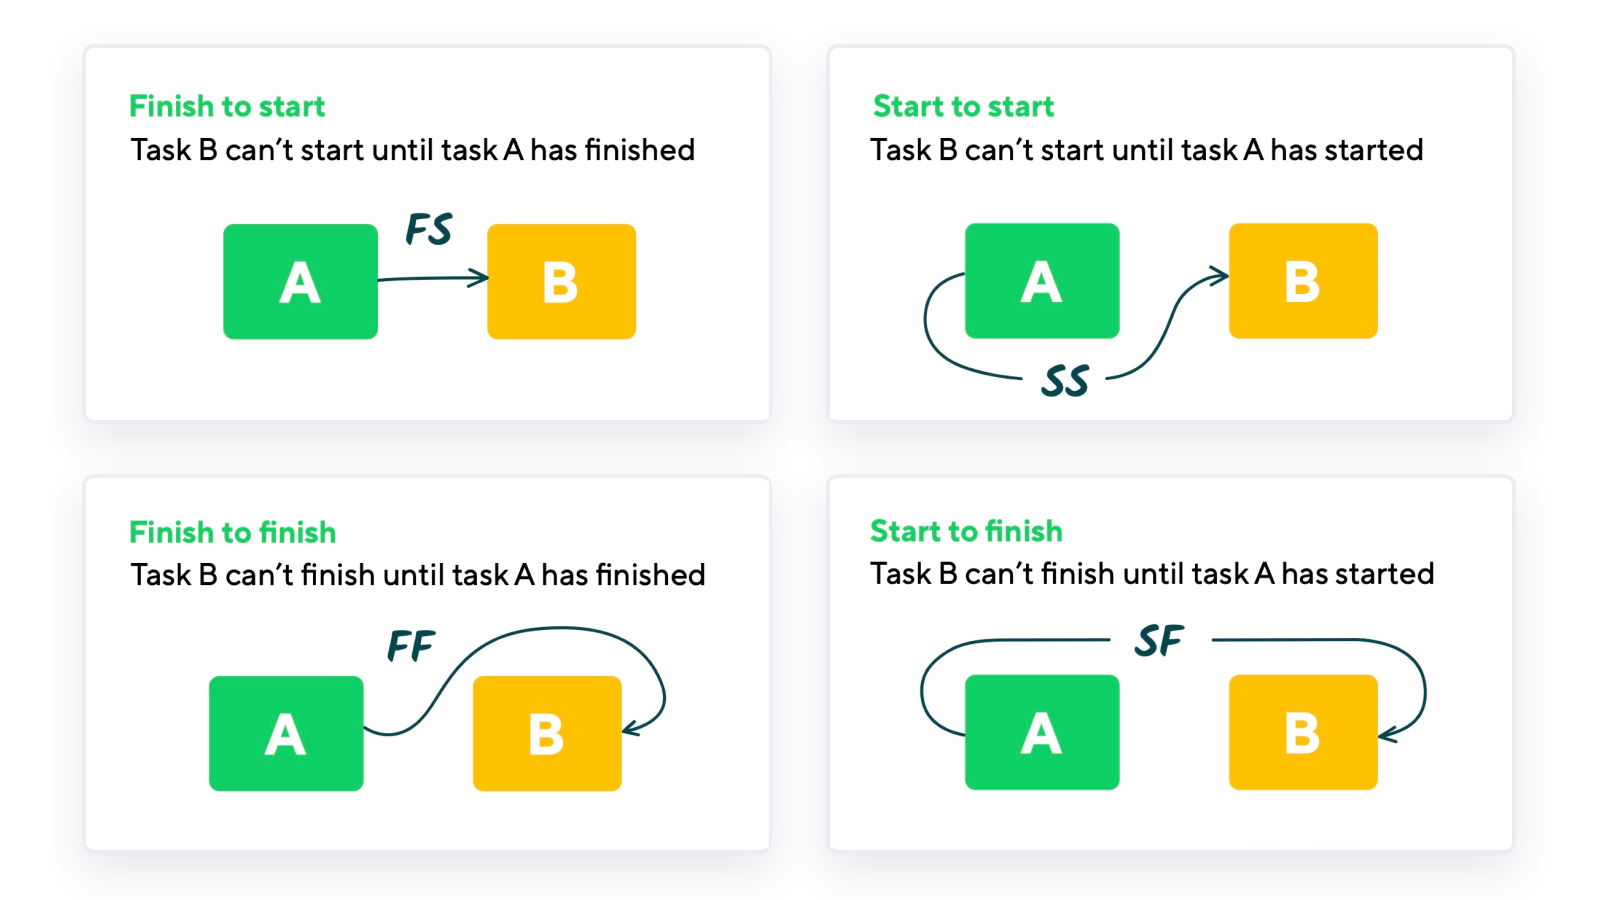 Finish to start
Task B can’t start until task A has finished
FS
A
B
Start to start
Task B can’t start until task A has started
A
B
SS
Finish to finish
Task B can’t finish until task A has finished
FF
A
B
Start to finish
Task B can’t finish until task A has started
SF
A
B